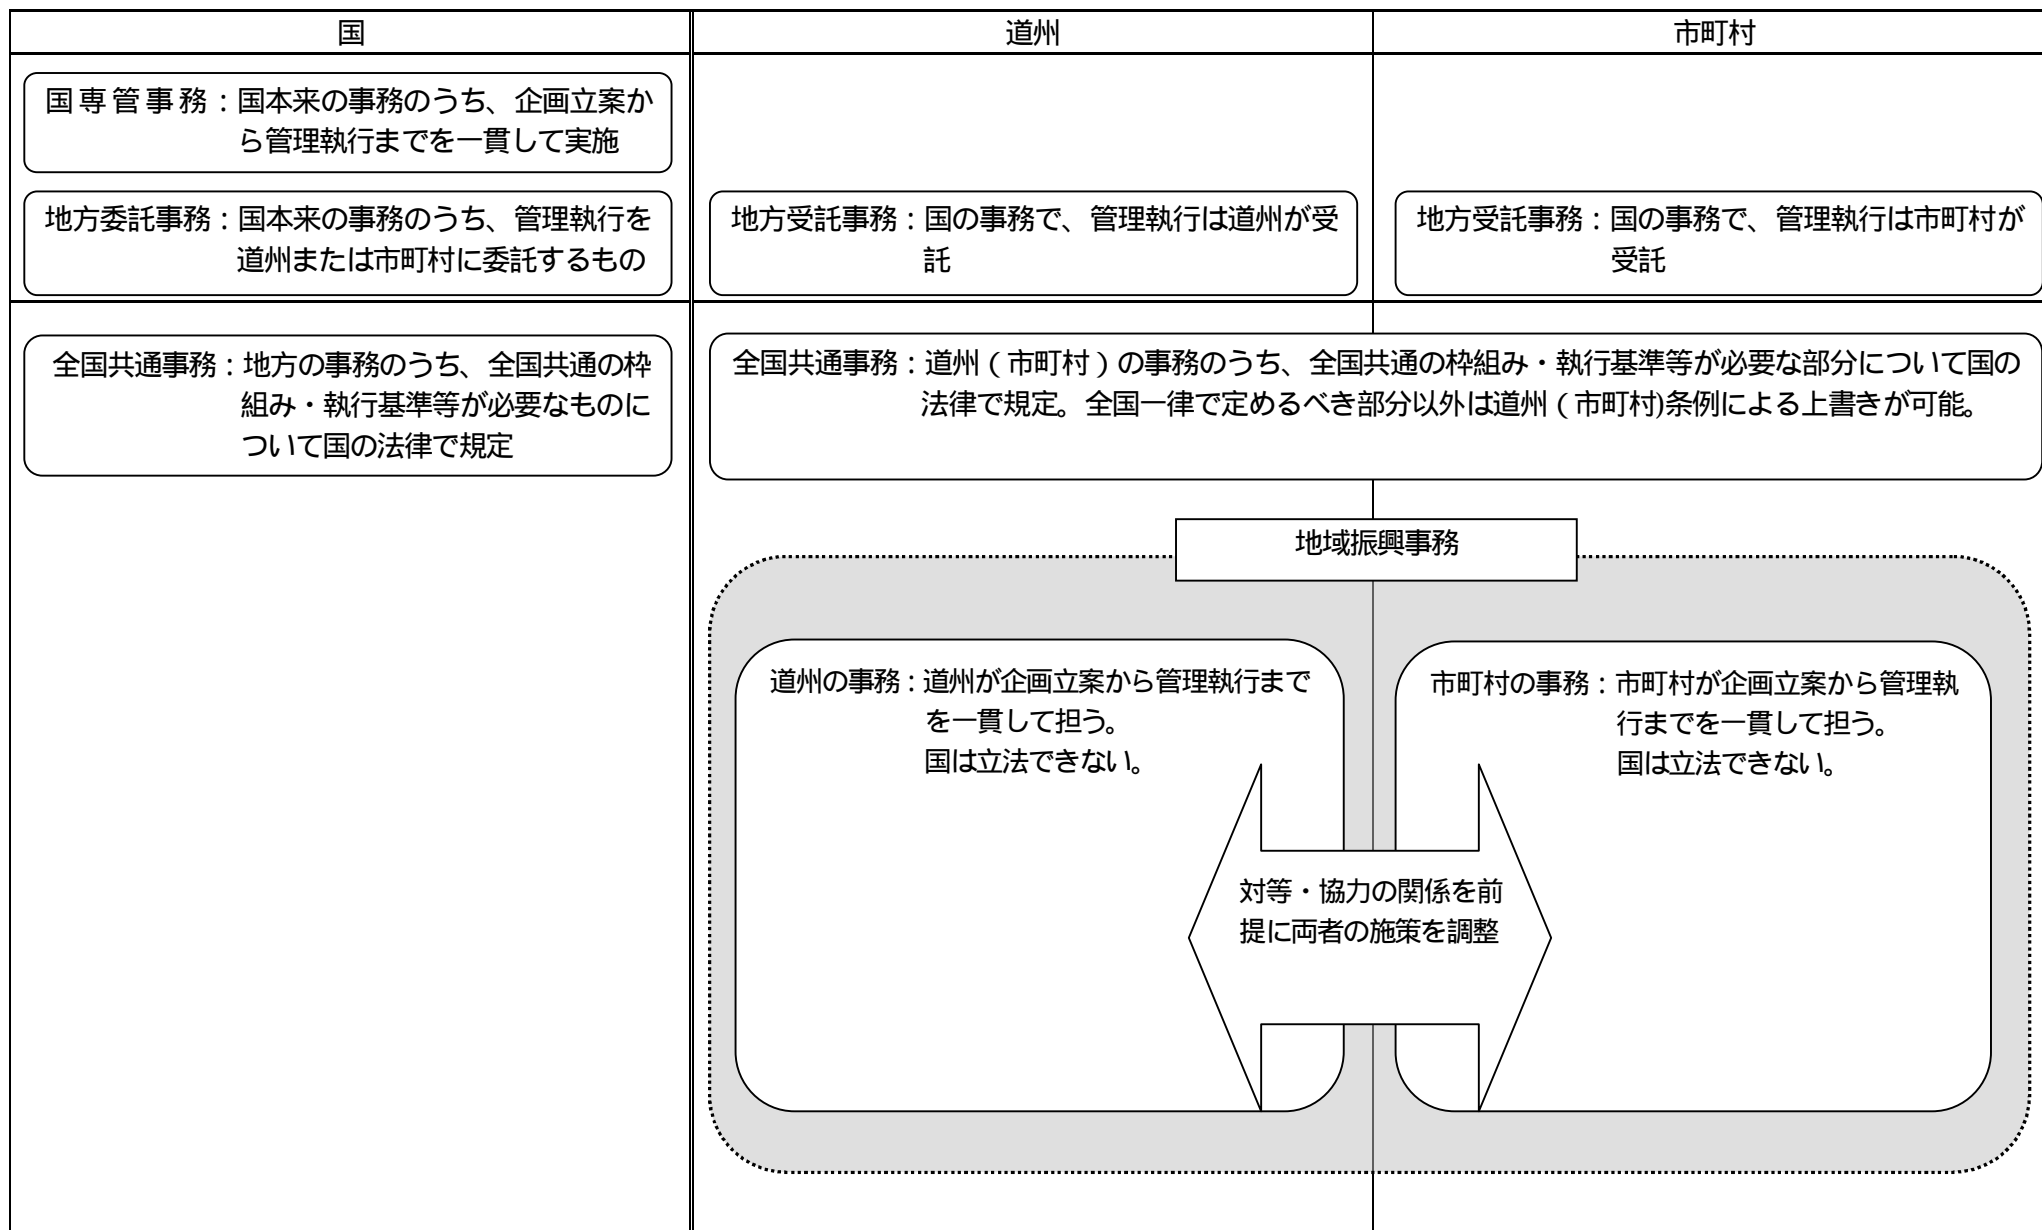 国
道州
市町村
国専管事務：国本来の事務のうち、企画立案か
ら管理執行までを一貫して実施
地方委託事務：国本来の事務のうち、管理執行を
道州または市町村に委託するもの
地方受託事務：国の事務で、管理執行は道州が受
託
地方受託事務：国の事務で、管理執行は市町村が
受託
全国共通事務：地方の事務のうち、全国共通の枠
組み・執行基準等が必要なものに
ついて国の法律で規定
全国共通事務：道州（市町村）の事務のうち、全国共通の枠組み・執行基準等が必要な部分について国の
法律で規定。全国一律で定めるべき部分以外は道州（市町村)条例による上書きが可能。
地域振興事務
道州の事務：道州が企画立案から管理執行まで
を一貫して担う。
国は立法できない。
市町村の事務：市町村が企画立案から管理執
行までを一貫して担う。
国は立法できない。
対等・協力の関係を前
提に両者の施策を調整